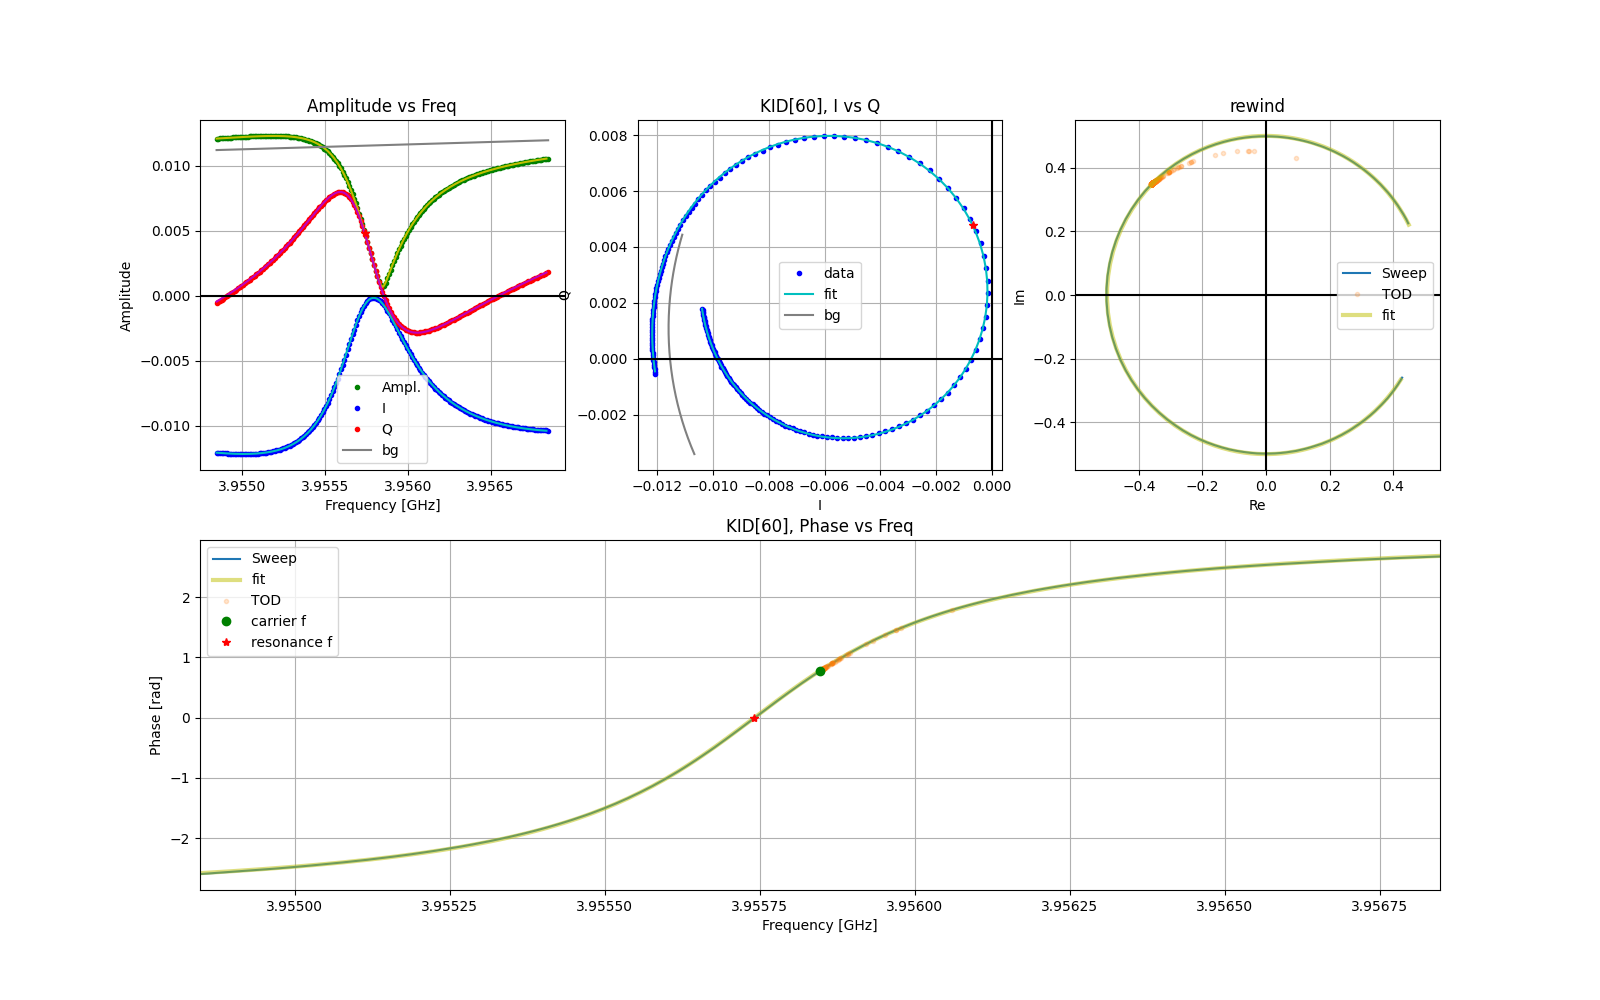 Amplitude vs Freq
Amplitude
0.010
0.005
0.000
−0.005
−0.010
Ampl.
I
Q
bg
3.9550
3.9555
3.9560
3.9565
Frequency [GHz]
KID[60], I vs Q
Q
0.008
0.006
0.004
0.002
0.000
−0.002
data
fit
bg
−0.012
−0.010
−0.008
−0.006
−0.004
−0.002
0.000
I
rewind
Im
0.4
0.2
0.0
−0.2
−0.4
Sweep
TOD
fit
−0.4
−0.2
0.0
0.2
0.4
Re
KID[60], Phase vs Freq
Phase [rad]
2
1
0
−1
−2
Sweep
fit
TOD
carrier f
resonance f
3.95500
3.95525
3.95550
3.95575
3.95600
3.95625
3.95650
3.95675
Frequency [GHz]